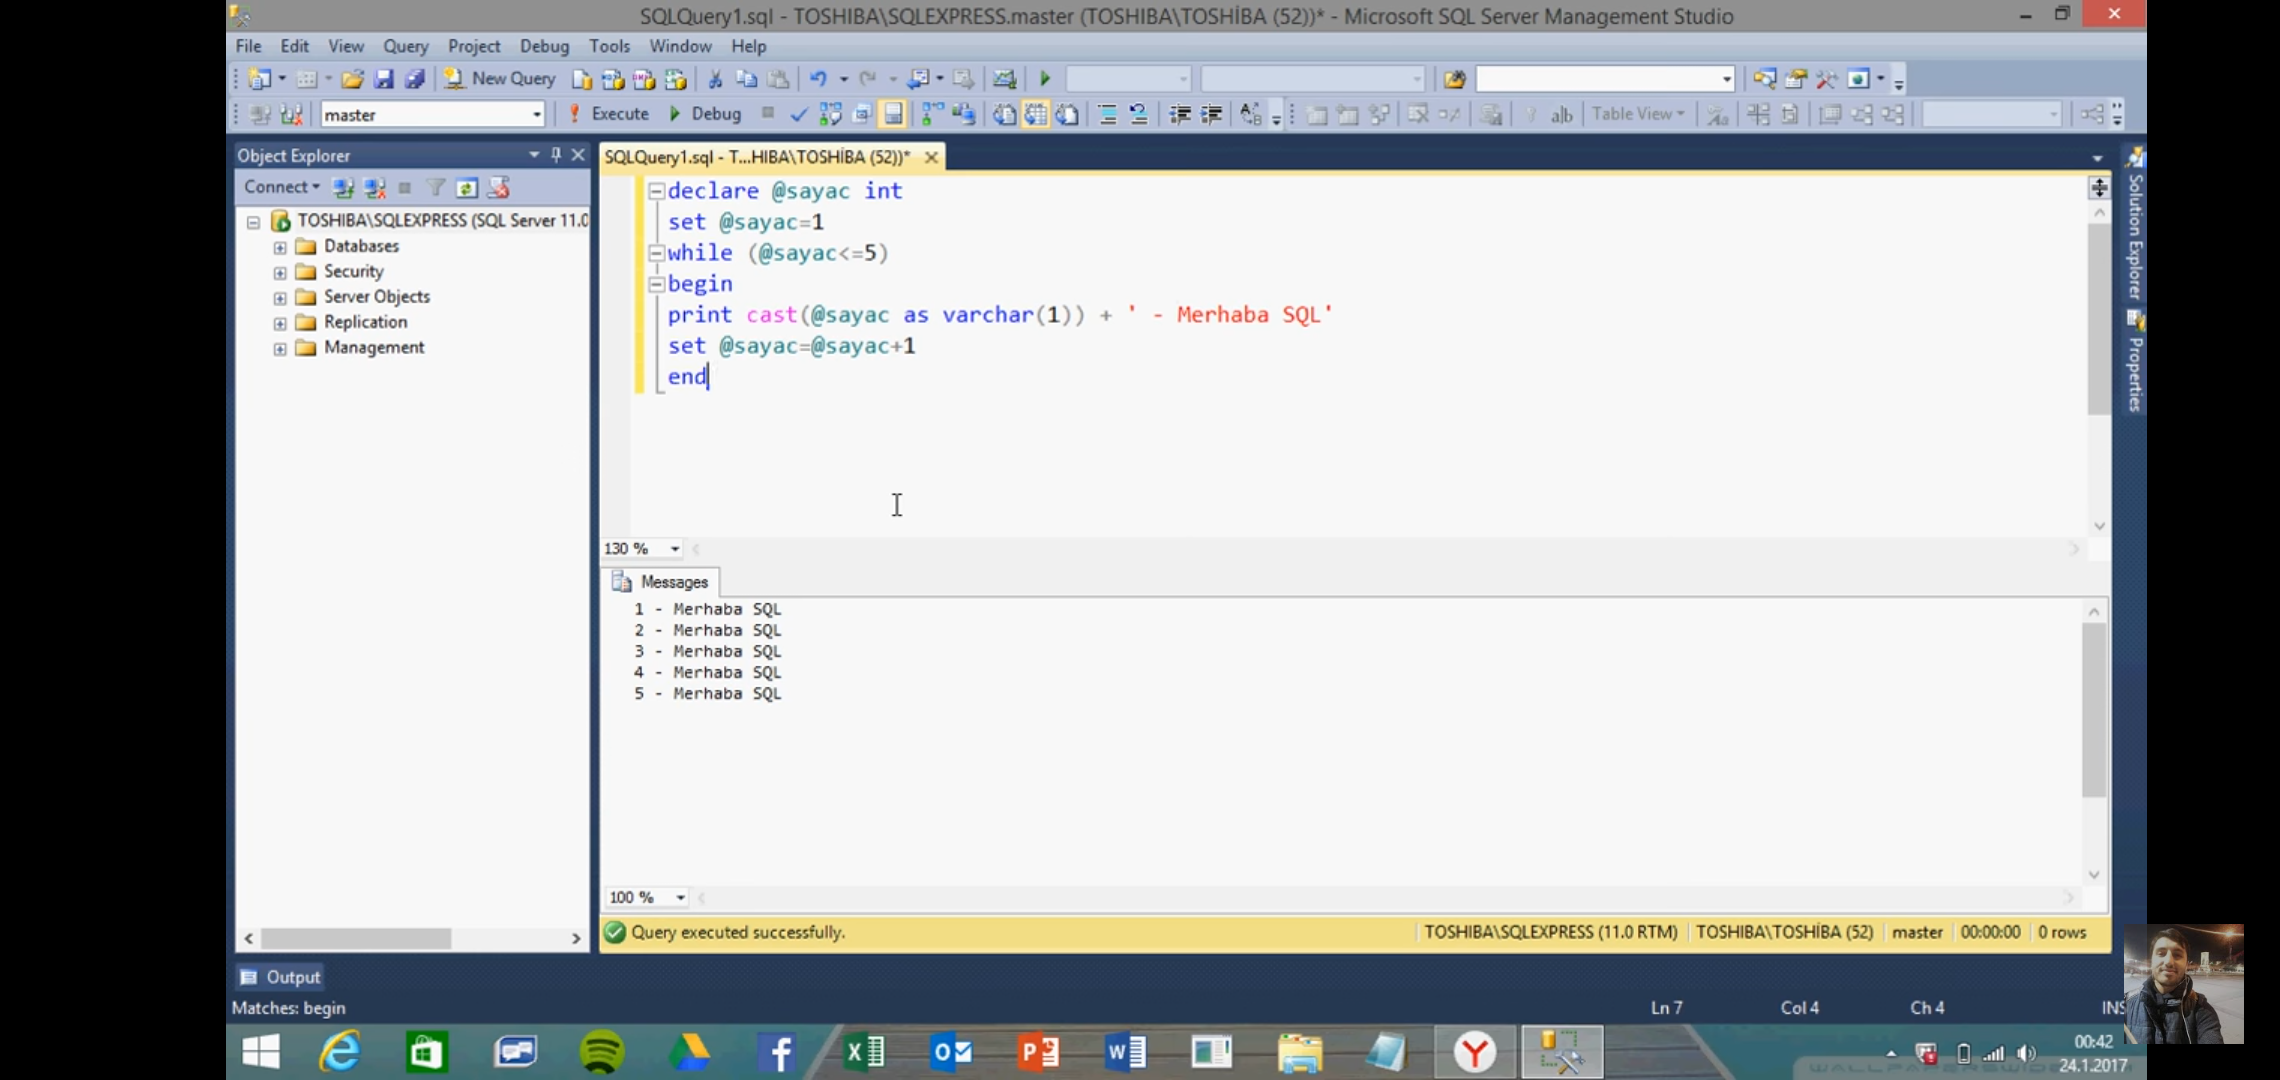 SQLQuery1.sql - TOSHIBA\SQLEXPRESS.master (TOSHIBA\TOSHİBA (52))* - Microsoft SQL Server Management Studio
File Edit View Query Project Debug Tools Window Help
New Query
master Execute Debug Table View
Object Explorer
Connect
TOSHIBA\SQLEXPRESS (SQL Server 11.0
Databases
Security
Server Objects
Replication
Management
SQLQuery1.sql - T...HIBA\TOSHİBA (52))*
declare @sayac int
set @sayac=1
while (@sayac<=5)
begin
print cast(@sayac as varchar(1)) + ' - Merhaba SQL'
set @sayac=@sayac+1
end
130 %
Messages
1 - Merhaba SQL
2 - Merhaba SQL
3 - Merhaba SQL
4 - Merhaba SQL
5 - Merhaba SQL
100 %
Query executed successfully. TOSHIBA\SQLEXPRESS (11.0 RTM) TOSHIBA\TOSHİBA (52) master 00:00:00 0 rows
Solution Explorer
Properties
Output
Matches: begin Ln 7 Col 4 Ch 4 INS
00:42
24.1.2017